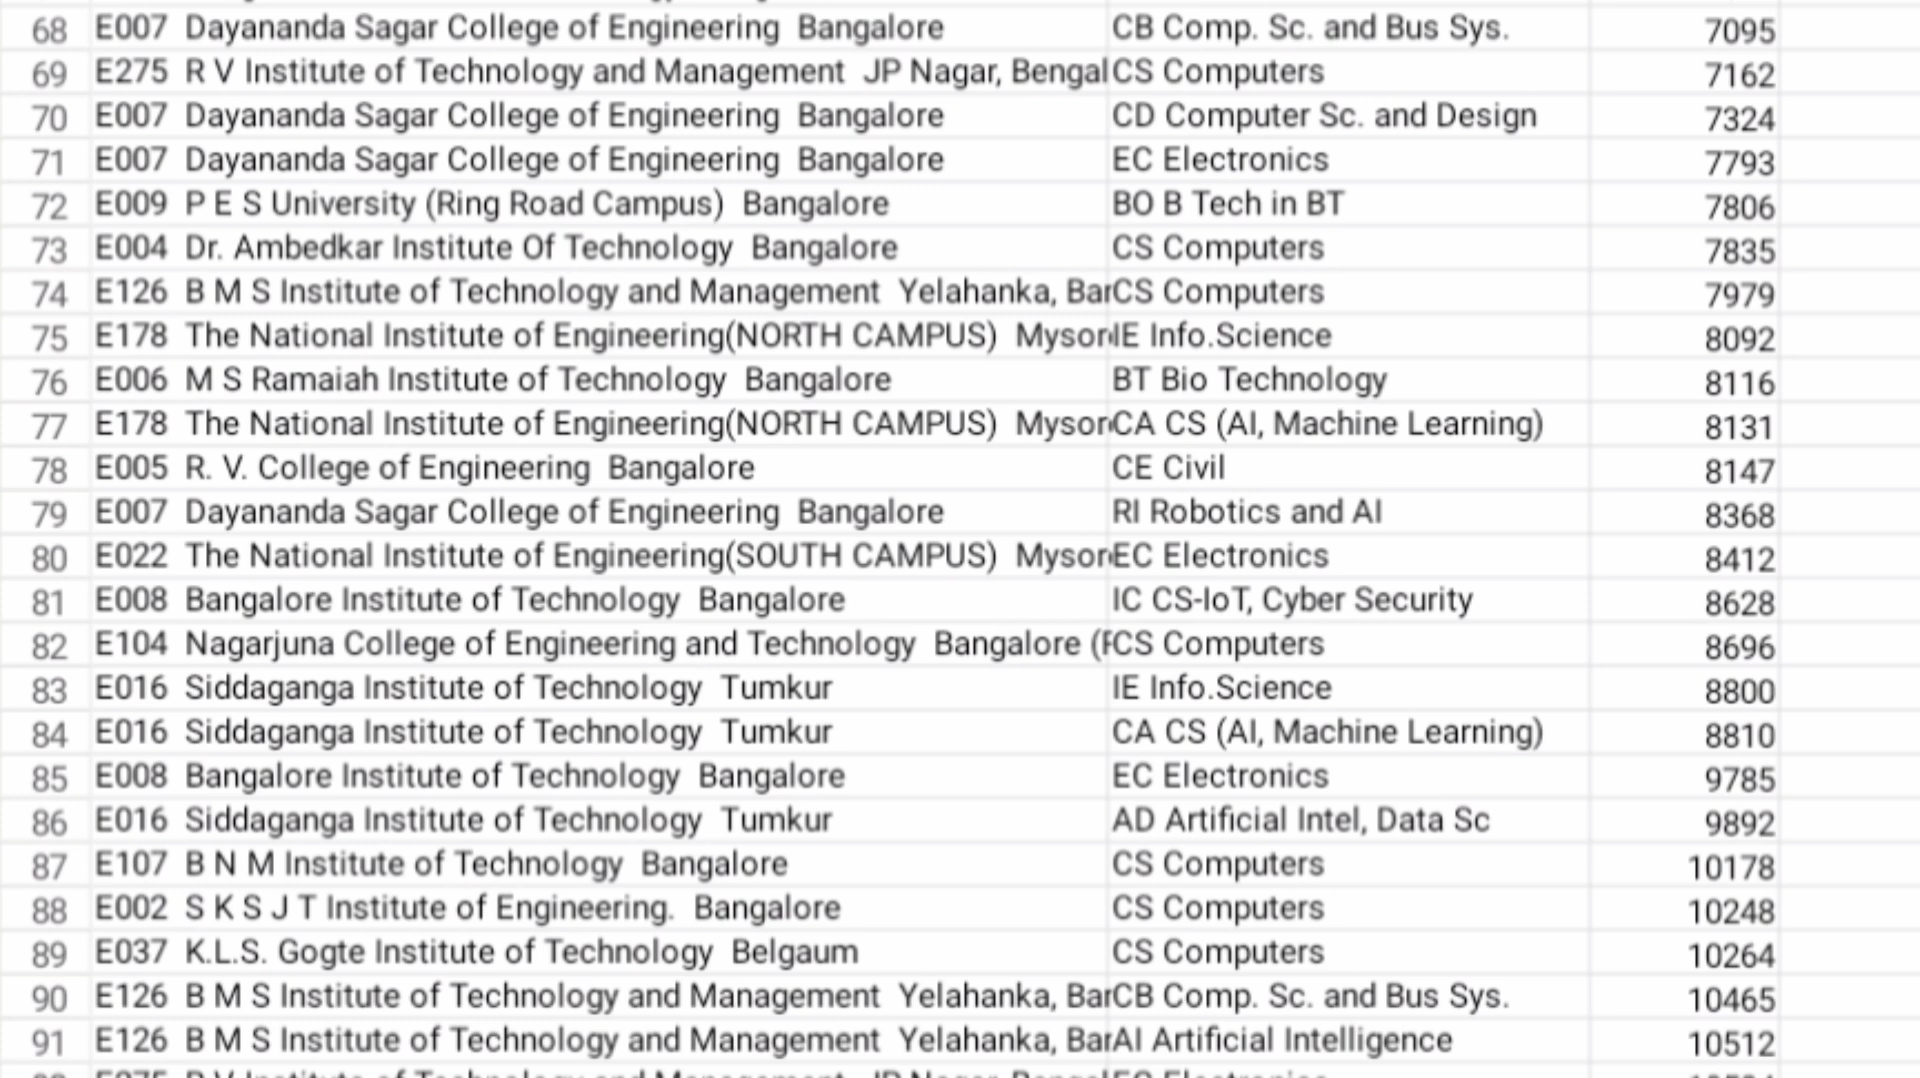 68 E007 Dayananda Sagar College of Engineering Bangalore CB Comp. Sc. and Bus Sys. 7095
69 E275 R V Institute of Technology and Management JP Nagar, Bengal CS Computers 7162
70 E007 Dayananda Sagar College of Engineering Bangalore CD Computer Sc. and Design 7324
71 E007 Dayananda Sagar College of Engineering Bangalore EC Electronics 7793
72 E009 P E S University (Ring Road Campus) Bangalore BO B Tech in BT 7806
73 E004 Dr. Ambedkar Institute Of Technology Bangalore CS Computers 7835
74 E126 B M S Institute of Technology and Management Yelahanka, Ban CS Computers 7979
75 E178 The National Institute of Engineering(NORTH CAMPUS) Mysor IE Info.Science 8092
76 E006 M S Ramaiah Institute of Technology Bangalore BT Bio Technology 8116
77 E178 The National Institute of Engineering(NORTH CAMPUS) Mysor CA CS (AI, Machine Learning) 8131
78 E005 R. V. College of Engineering Bangalore CE Civil 8147
79 E007 Dayananda Sagar College of Engineering Bangalore RI Robotics and AI 8368
80 E022 The National Institute of Engineering(SOUTH CAMPUS) Mysor EC Electronics 8412
81 E008 Bangalore Institute of Technology Bangalore IC CS-IoT, Cyber Security 8628
82 E104 Nagarjuna College of Engineering and Technology Bangalore ( CS Computers 8696
83 E016 Siddaganga Institute of Technology Tumkur IE Info.Science 8800
84 E016 Siddaganga Institute of Technology Tumkur CA CS (AI, Machine Learning) 8810
85 E008 Bangalore Institute of Technology Bangalore EC Electronics 9785
86 E016 Siddaganga Institute of Technology Tumkur AD Artificial Intel, Data Sc 9892
87 E107 B N M Institute of Technology Bangalore CS Computers 10178
88 E002 S K S J T Institute of Engineering. Bangalore CS Computers 10248
89 E037 K.L.S. Gogte Institute of Technology Belgaum CS Computers 10264
90 E126 B M S Institute of Technology and Management Yelahanka, Ban CB Comp. Sc. and Bus Sys. 10465
91 E126 B M S Institute of Technology and Management Yelahanka, Ban AI Artificial Intelligence 10512